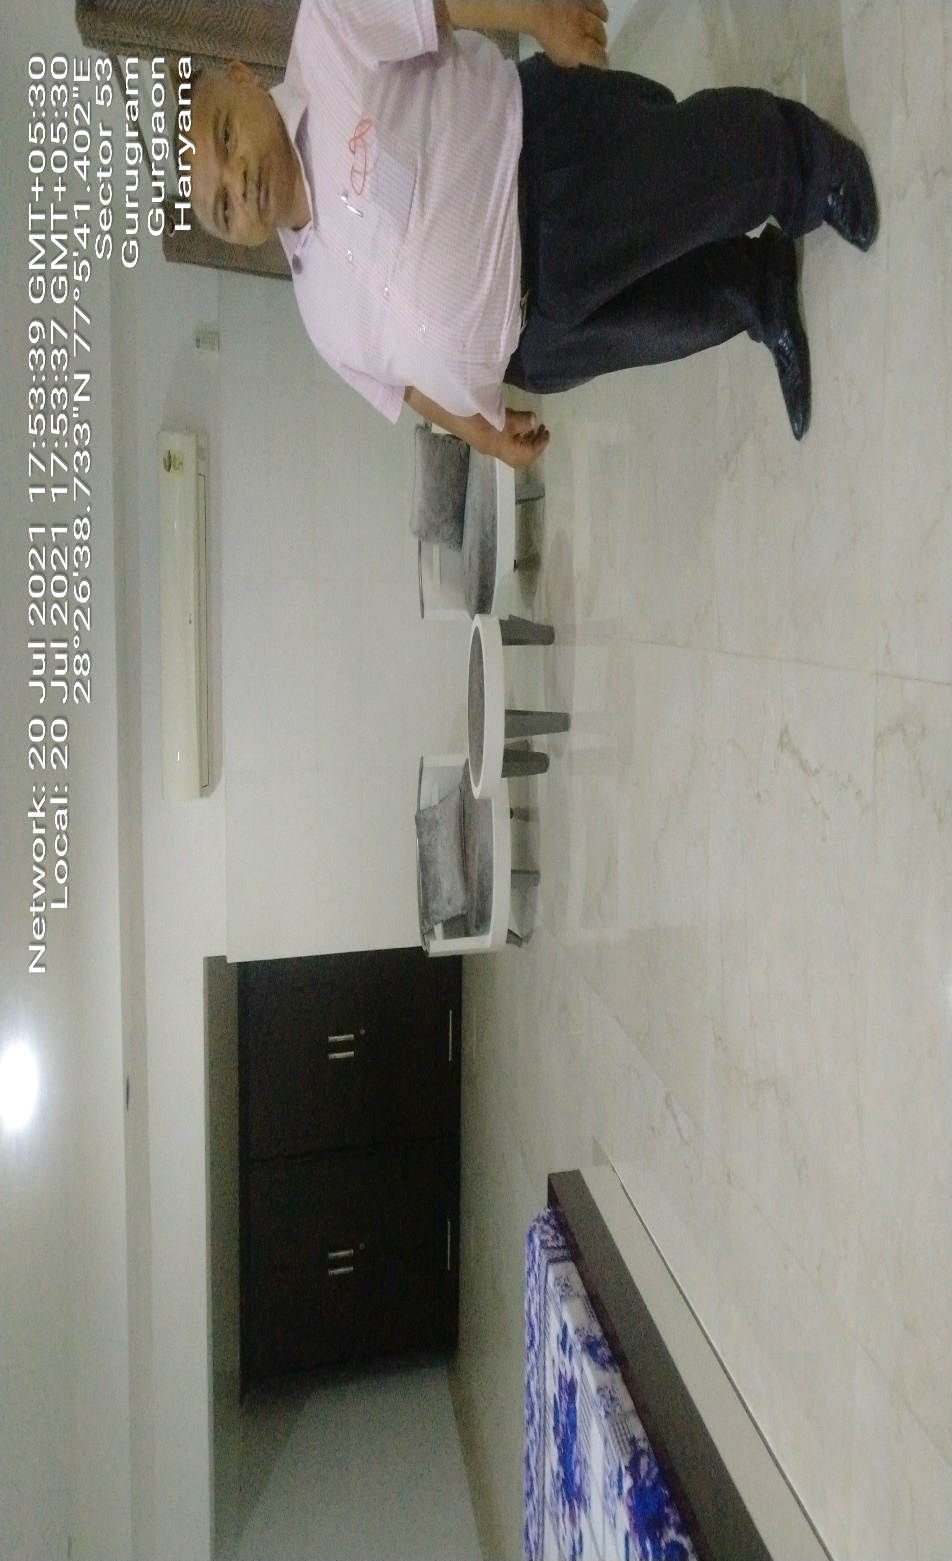 Network: 20 Jul 2021 17:53:39 GMT+05:30
Local: 20 Jul 2021 17:53:37 GMT+05:30
28°26'38.733"N 77°5'41.402"E
Sector 53
Gurugram
Gurgaon
Haryana